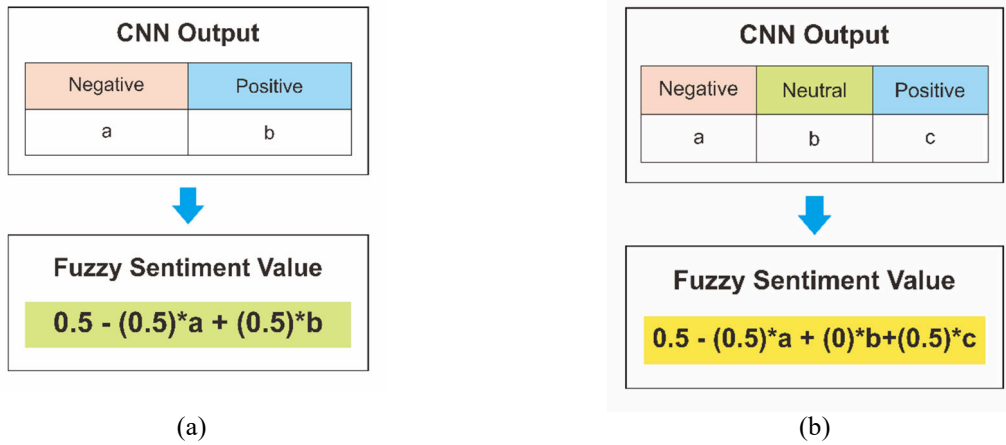 CNN Output
Negative Positive
a b
Fuzzy Sentiment Value
0.5 - (0.5)*a + (0.5)*b
(a)
CNN Output
Negative Neutral Positive
a b c
Fuzzy Sentiment Value
0.5 - (0.5)*a + (0)*b+(0.5)*c
(b)